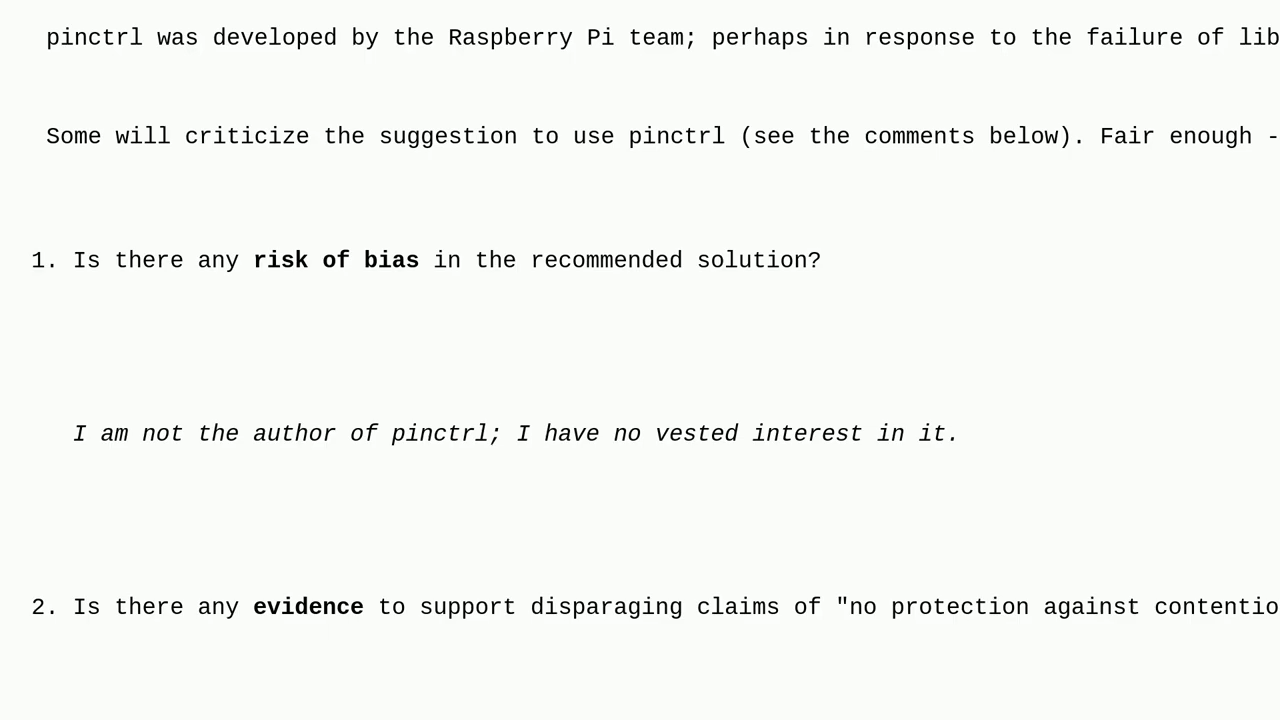 pinctrl was developed by the Raspberry Pi team; perhaps in response to the failure of lib
Some will criticize the suggestion to use pinctrl (see the comments below). Fair enough -
1. Is there any risk of bias in the recommended solution?
I am not the author of pinctrl; I have no vested interest in it.
2. Is there any evidence to support disparaging claims of "no protection against contentio